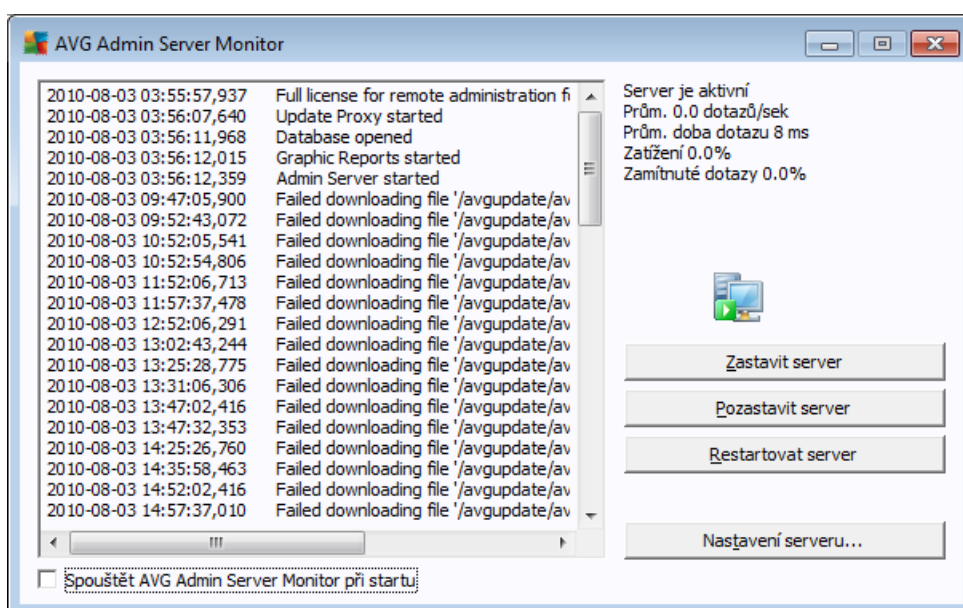 AVG Admin Server Monitor
2010-08-03 03:55:57,937 Full license for remote administration
2010-08-03 03:56:07,640 Update Proxy started
2010-08-03 03:56:11,968 Database opened
2010-08-03 03:56:12,015 Graphic Reports started
2010-08-03 03:56:12,359 Admin Server started
2010-08-03 09:47:05,900 Failed downloading file '/avgupdate/av
2010-08-03 09:52:43,072 Failed downloading file '/avgupdate/av
2010-08-03 10:52:05,541 Failed downloading file '/avgupdate/av
2010-08-03 10:52:54,806 Failed downloading file '/avgupdate/av
2010-08-03 11:52:06,713 Failed downloading file '/avgupdate/av
2010-08-03 11:57:37,478 Failed downloading file '/avgupdate/av
2010-08-03 12:52:06,291 Failed downloading file '/avgupdate/av
2010-08-03 13:02:43,244 Failed downloading file '/avgupdate/av
2010-08-03 13:25:28,775 Failed downloading file '/avgupdate/av
2010-08-03 13:31:06,306 Failed downloading file '/avgupdate/av
2010-08-03 13:47:02,416 Failed downloading file '/avgupdate/av
2010-08-03 13:47:32,353 Failed downloading file '/avgupdate/av
2010-08-03 14:25:26,760 Failed downloading file '/avgupdate/av
2010-08-03 14:35:58,463 Failed downloading file '/avgupdate/av
2010-08-03 14:52:02,416 Failed downloading file '/avgupdate/av
2010-08-03 14:57:37,010 Failed downloading file '/avgupdate/av
Spouštět AVG Admin Server Monitor při startu
Server je aktivní
Prům. 0.0 dotazů/sek
Prům. doba dotazu 8 ms
Zatížení 0.0%
Zamítnuté dotazy 0.0%
Zastavit server
Pozastavit server
Restartovat server
Nastavení serveru...